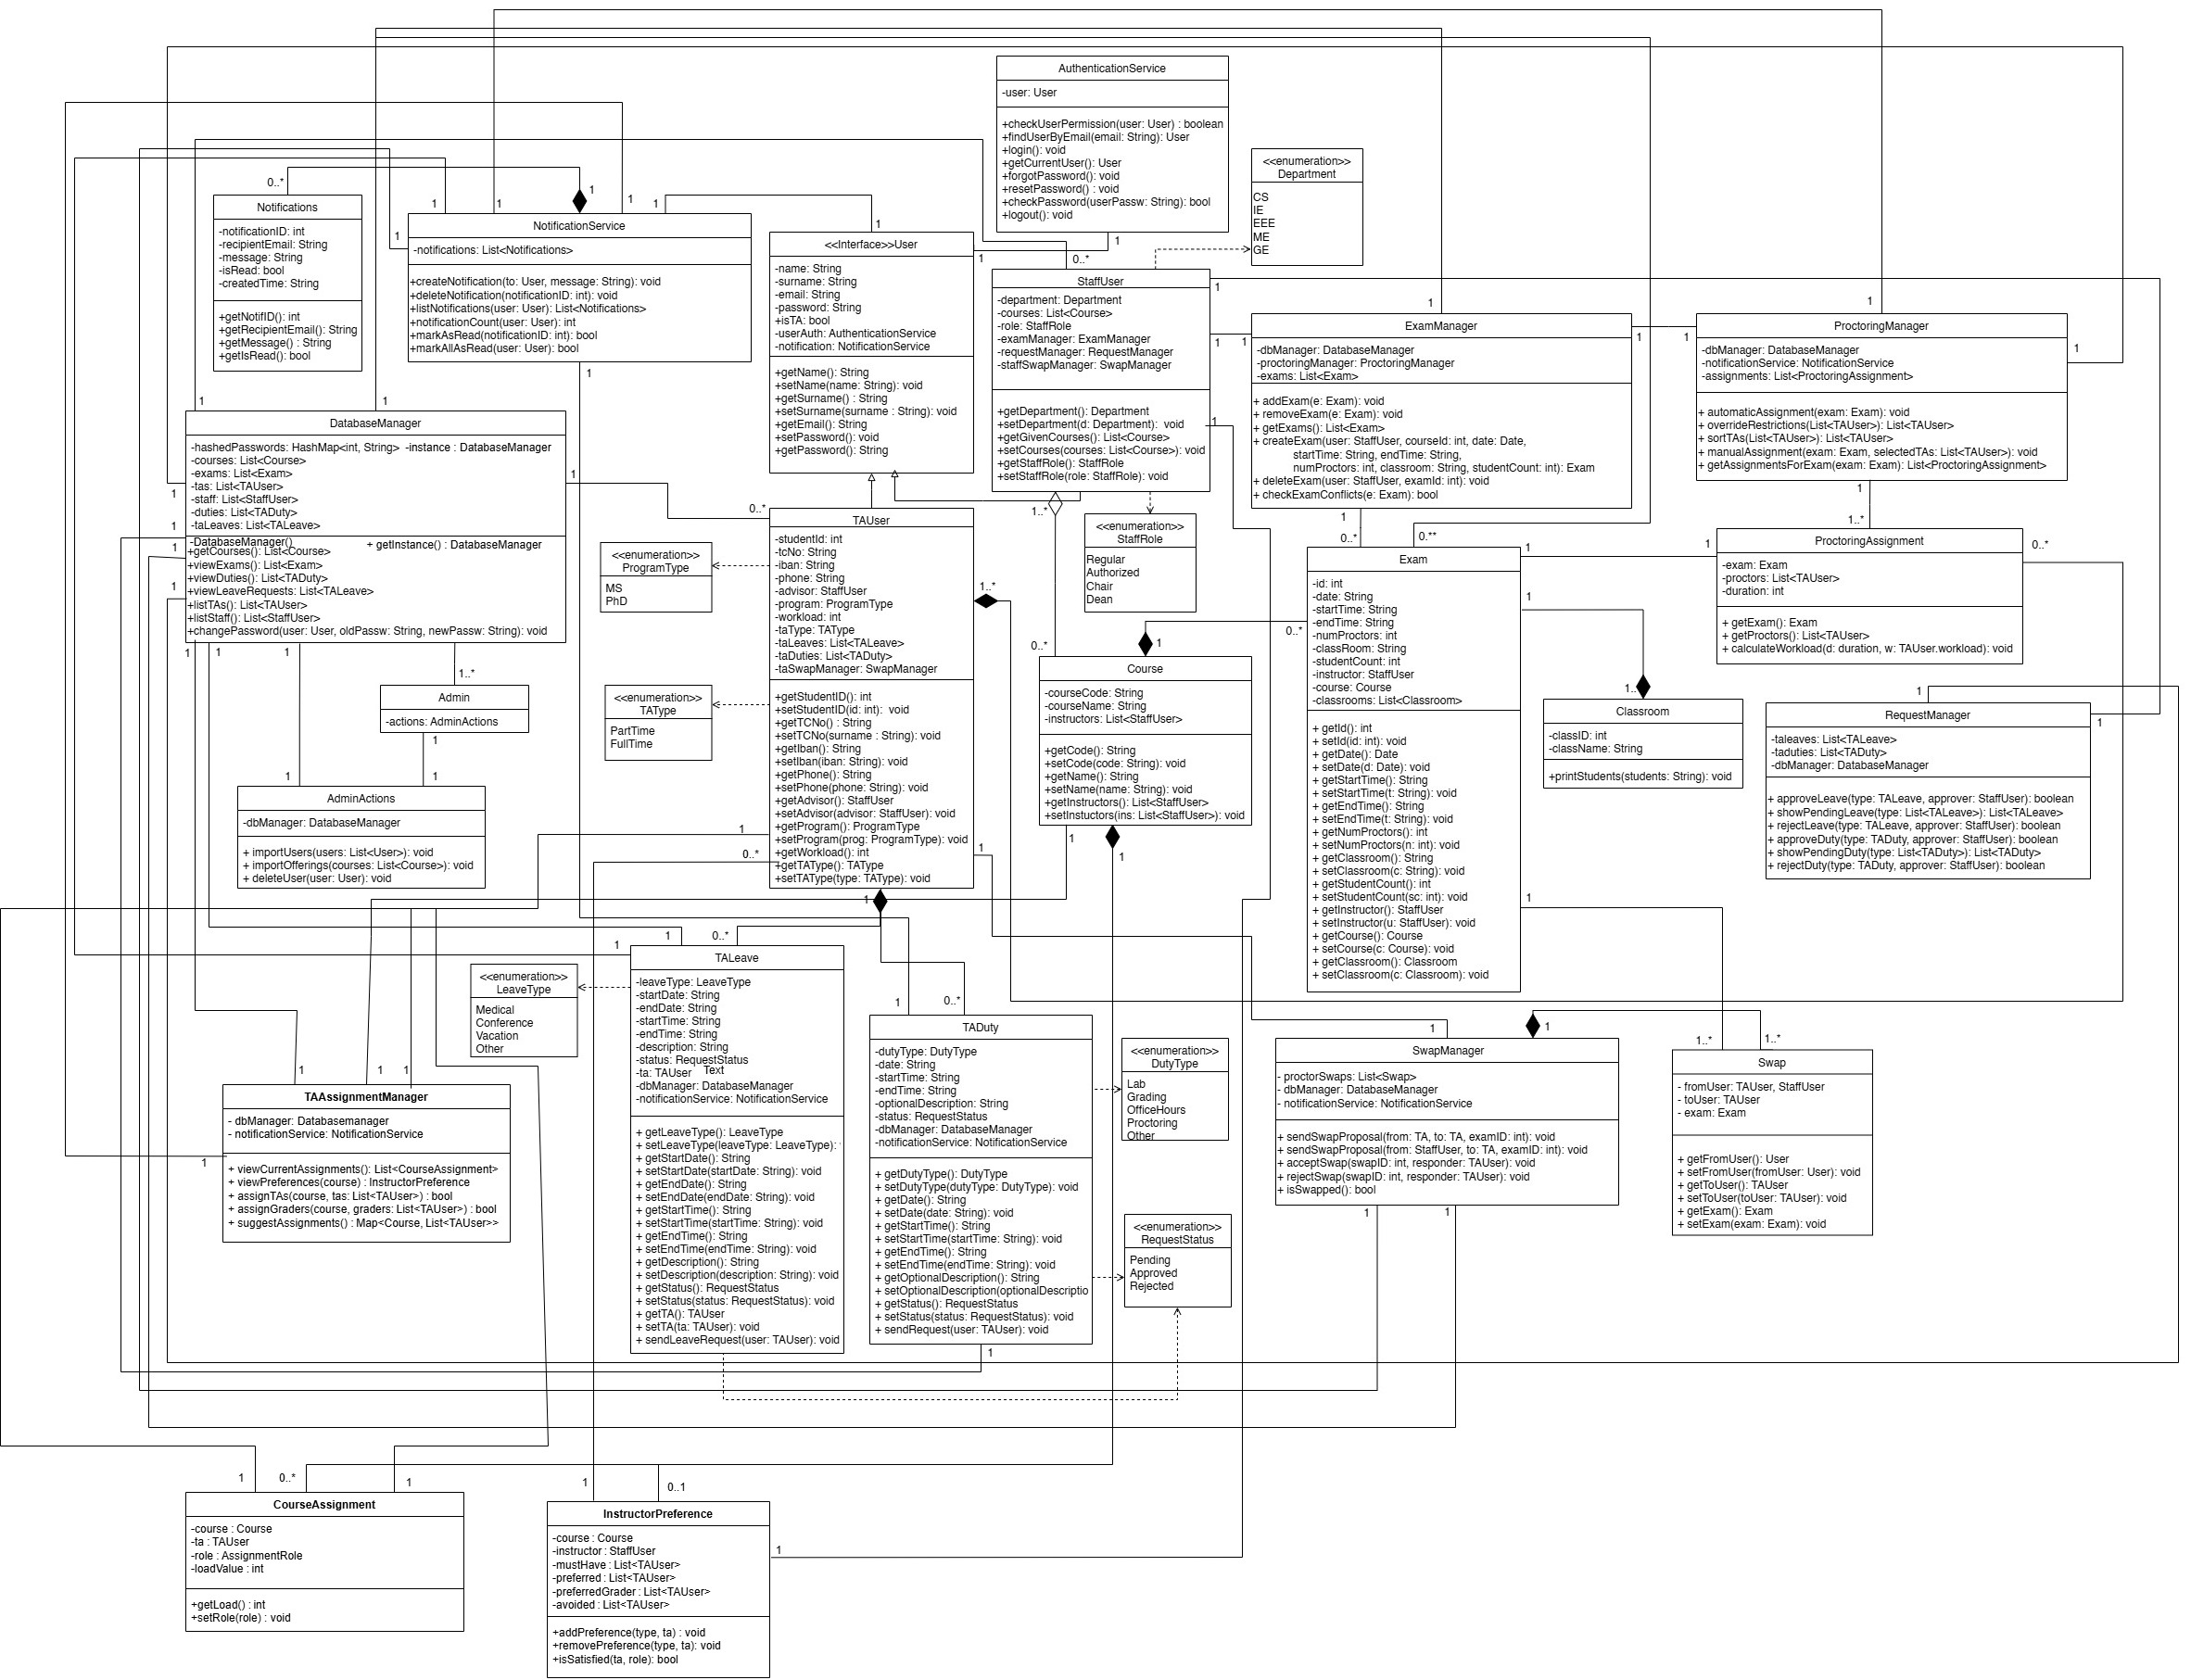 AuthenticationService
-user: User
+checkUserPermission(user: User) : boolean
+findUserByEmail(email: String): User
+login(): void
+getCurrentUser(): User
+forgotPassword(): void
+resetPassword() : void
+checkPassword(userPassw: String): bool
+logout(): void
1
<<enumeration>>
Department
CS
IE
EEE
ME
GE
0..*
1
Notifications
-notificationID: int
-recipientEmail: String
-message: String
-isRead: bool
-createdTime: String
+getNotifID(): int
+getRecipientEmail(): String
+getMessage() : String
+getIsRead(): bool
1
1
1
1
1
NotificationService
-notifications: List<Notifications>
+createNotification(to: User, message: String): void
+deleteNotification(notificationID: int): void
+listNotifications(user: User): List<Notifications>
+notificationCount(user: User): int
+markAsRead(notificationID: int): bool
+markAllAsRead(user: User): bool
1
1
1
<<Interface>>User
-name: String
-surname: String
-email: String
-password: String
+isTA: bool
-userAuth: AuthenticationService
-notification: NotificationService
+getName(): String
+setName(name: String): void
+getSurname() : String
+setSurname(surname : String): void
+getEmail(): String
+setPassword(): void
+getPassword(): String
0..*
StaffUser
-department: Department
-courses: List<Course>
-role: StaffRole
-examManager: ExamManager
-requestManager: RequestManager
-staffSwapManager: SwapManager
+getDepartment(): Department
+setDepartment(d: Department): void
+getGivenCourses(): List<Course>
+setCourses(courses: List<Course>): void
+getStaffRole(): StaffRole
+setStaffRole(role: StaffRole): void
1
1
1
1..*
1
1
ExamManager
-dbManager: DatabaseManager
-proctoringManager: ProctoringManager
-exams: List<Exam>
+ addExam(e: Exam): void
+ removeExam(e: Exam): void
+ getExams(): List<Exam>
+ createExam(user: StaffUser, courseId: int, date: Date,
startTime: String, endTime: String,
numProctors: int, classroom: String, studentCount: int): Exam
+ deleteExam(user: StaffUser, examId: int): void
+ checkExamConflicts(e: Exam): bool
1
1
1
1
1
ProctoringManager
-dbManager: DatabaseManager
-notificationService: NotificationService
-assignments: List<ProctoringAssignment>
+ automaticAssignment(exam: Exam): void
+ overrideRestrictions(List<TAUser>): List<TAUser>
+ sortTAs(List<TAUser>): List<TAUser>
+ manualAssignment(exam: Exam, selectedTAs: List<TAUser>): void
+ getAssignmentsForExam(exam: Exam): List<ProctoringAssignment>
1
1..*
1
1
DatabaseManager
-hashedPasswords: HashMap<int, String>
-instance : DatabaseManager
-courses: List<Course>
-exams: List<Exam>
-tas: List<TAUser>
-staff: List<StaffUser>
-duties: List<TADuty>
-taLeaves: List<TALeave>
-DatabaseManager()
+ getInstance() : DatabaseManager
+getCourses(): List<Course>
+viewExams(): List<Exam>
+viewDuties(): List<TADuty>
+viewLeaveRequests: List<TALeave>
+listTAs(): List<TAUser>
+listStaff(): List<StaffUser>
+changePassword(user: User, oldPassw: String, newPassw: String): void
1
1
1
1
1
1
1
1
1..*
Admin
-actions: AdminActions
1
1
1
AdminActions
-dbManager: DatabaseManager
+ importUsers(users: List<User>): void
+ importOfferings(courses: List<Course>): void
+ deleteUser(user: User): void
<<enumeration>>
ProgramType
MS
PhD
<<enumeration>>
TAType
PartTime
FullTime
0..*
TAUser
-studentId: int
-tcNo: String
-iban: String
-phone: String
-advisor: StaffUser
-program: ProgramType
-workload: int
-taType: TAType
-taLeaves: List<TALeave>
-taDuties: List<TADuty>
-taSwapManager: SwapManager
+getStudentID(): int
+setStudentID(id: int): void
+getTCNo() : String
+setTCNo(surname : String): void
+getIban(): String
+setIban(iban: String): void
+getPhone(): String
+setPhone(phone: String): void
+getAdvisor(): StaffUser
+setAdvisor(advisor: StaffUser): void
+getProgram(): ProgramType
+setProgram(prog: ProgramType): void
+getWorkload(): int
+getTAType(): TAType
+setTAType(type: TAType): void
1..*
1
0..*
1
1
<<enumeration>>
StaffRole
Regular
Authorized
Chair
Dean
0..*
1
Course
-courseCode: String
-courseName: String
-instructors: List<StaffUser>
+getCode(): String
+setCode(code: String): void
+getName(): String
+setName(name: String): void
+getInstructors(): List<StaffUser>
+setInstuctors(ins: List<StaffUser>): void
1
1
1
0..*
0..**
0..*
Exam
-id: int
-date: String
-startTime: String
-endTime: String
-numProctors: int
-classRoom: String
-studentCount: int
-instructor: StaffUser
-course: Course
-classrooms: List<Classroom>
+ getId(): int
+ setId(id: int): void
+ getDate(): Date
+ setDate(d: Date): void
+ getStartTime(): String
+ setStartTime(t: String): void
+ getEndTime(): String
+ setEndTime(t: String): void
+ getNumProctors(): int
+ setNumProctors(n: int): void
+ getClassroom(): String
+ setClassroom(c: String): void
+ getStudentCount(): int
+ setStudentCount(sc: int): void
+ getInstructor(): StaffUser
+ setInstructor(u: StaffUser): void
+ getCourse(): Course
+ setCourse(c: Course): void
+ getClassroom(): Classroom
+ setClassroom(c: Classroom): void
1
1
1
1
0..*
ProctoringAssignment
-exam: Exam
-proctors: List<TAUser>
-duration: int
+ getExam(): Exam
+ getProctors(): List<TAUser>
+ calculateWorkload(d: duration, w: TAUser.workload): void
1..
Classroom
-classID: int
-className: String
+printStudents(students: String): void
1
1
RequestManager
-taleaves: List<TALeave>
-taduties: List<TADuty>
-dbManager: DatabaseManager
+ approveLeave(type: TALeave, approver: StaffUser): boolean
+ showPendingLeave(type: List<TALeave>): List<TALeave>
+ rejectLeave(type: TALeave, approver: StaffUser): boolean
+ approveDuty(type: TADuty, approver: StaffUser): boolean
+ showPendingDuty(type: List<TADuty>): List<TADuty>
+ rejectDuty(type: TADuty, approver: StaffUser): boolean
<<enumeration>>
LeaveType
Medical
Conference
Vacation
Other
1
1
0..*
TALeave
-leaveType: LeaveType
-startDate: String
-endDate: String
-startTime: String
-endTime: String
-description: String
-status: RequestStatus
-ta: TAUser
Text
-dbManager: DatabaseManager
-notificationService: NotificationService
+ getLeaveType(): LeaveType
+ setLeaveType(leaveType: LeaveType):
+ getStartDate(): String
+ setStartDate(startDate: String): void
+ getEndDate(): String
+ setEndDate(endDate: String): void
+ getStartTime(): String
+ setStartTime(startTime: String): void
+ getEndTime(): String
+ setEndTime(endTime: String): void
+ getDescription(): String
+ setDescription(description: String): void
+ getStatus(): RequestStatus
+ setStatus(status: RequestStatus): void
+ getTA(): TAUser
+ setTA(ta: TAUser): void
+ sendLeaveRequest(user: TAUser): void
1
0..*
TADuty
-dutyType: DutyType
-date: String
-startTime: String
-endTime: String
-optionalDescription: String
-status: RequestStatus
-dbManager: DatabaseManager
-notificationService: NotificationService
+ getDutyType(): DutyType
+ setDutyType(dutyType: DutyType): void
+ getDate(): String
+ setDate(date: String): void
+ getStartTime(): String
+ setStartTime(startTime: String): void
+ getEndTime(): String
+ setEndTime(endTime: String): void
+ getOptionalDescription(): String
+ setOptionalDescription(optionalDescriptio
+ getStatus(): RequestStatus
+ setStatus(status: RequestStatus): void
+ sendRequest(user: TAUser): void
1
<<enumeration>>
DutyType
Lab
Grading
OfficeHours
Proctoring
Other
<<enumeration>>
RequestStatus
Pending
Approved
Rejected
1
1
SwapManager
- proctorSwaps: List<Swap>
- dbManager: DatabaseManager
- notificationService: NotificationService
+ sendSwapProposal(from: TA, to: TA, examID: int): void
+ sendSwapProposal(from: StaffUser, to: TA, examID: int): void
+ acceptSwap(swapID: int, responder: TAUser): void
+ rejectSwap(swapID: int, responder: TAUser): void
+ isSwapped(): bool
1
1
1..*
1..*
Swap
- fromUser: TAUser, StaffUser
- toUser: TAUser
- exam: Exam
+ getFromUser(): User
+ setFromUser(fromUser: User): void
+ getToUser(): TAUser
+ setToUser(toUser: TAUser): void
+ getExam(): Exam
+ setExam(exam: Exam): void
1
1
1
TAAssignmentManager
- dbManager: Databasemanager
- notificationService: NotificationService
1
+ viewCurrentAssignments(): List<CourseAssignment>
+ viewPreferences(course) : InstructorPreference
+ assignTAs(course, tas: List<TAUser>) : bool
+ assignGraders(course, graders: List<TAUser>) : bool
+ suggestAssignments() : Map<Course, List<TAUser>>
1
0..*
1
CourseAssignment
-course : Course
-ta : TAUser
-role : AssignmentRole
-loadValue : int
+getLoad() : int
+setRole(role) : void
1
0..1
InstructorPreference
-course : Course
-instructor : StaffUser
-mustHave : List<TAUser>
-preferred : List<TAUser>
-preferredGrader : List<TAUser>
-avoided : List<TAUser>
+addPreference(type, ta) : void
+removePreference(type, ta): void
+isSatisfied(ta, role): bool
1